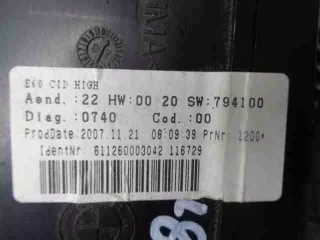 E60 CID HIGH
Aend.:22 HW:00 20 SW:794100
Diag.:0740 Cod.:00
ProdDate:2007.11.21 08:09:39 PrNr:1200*
IdentNr: 611260003042 116729